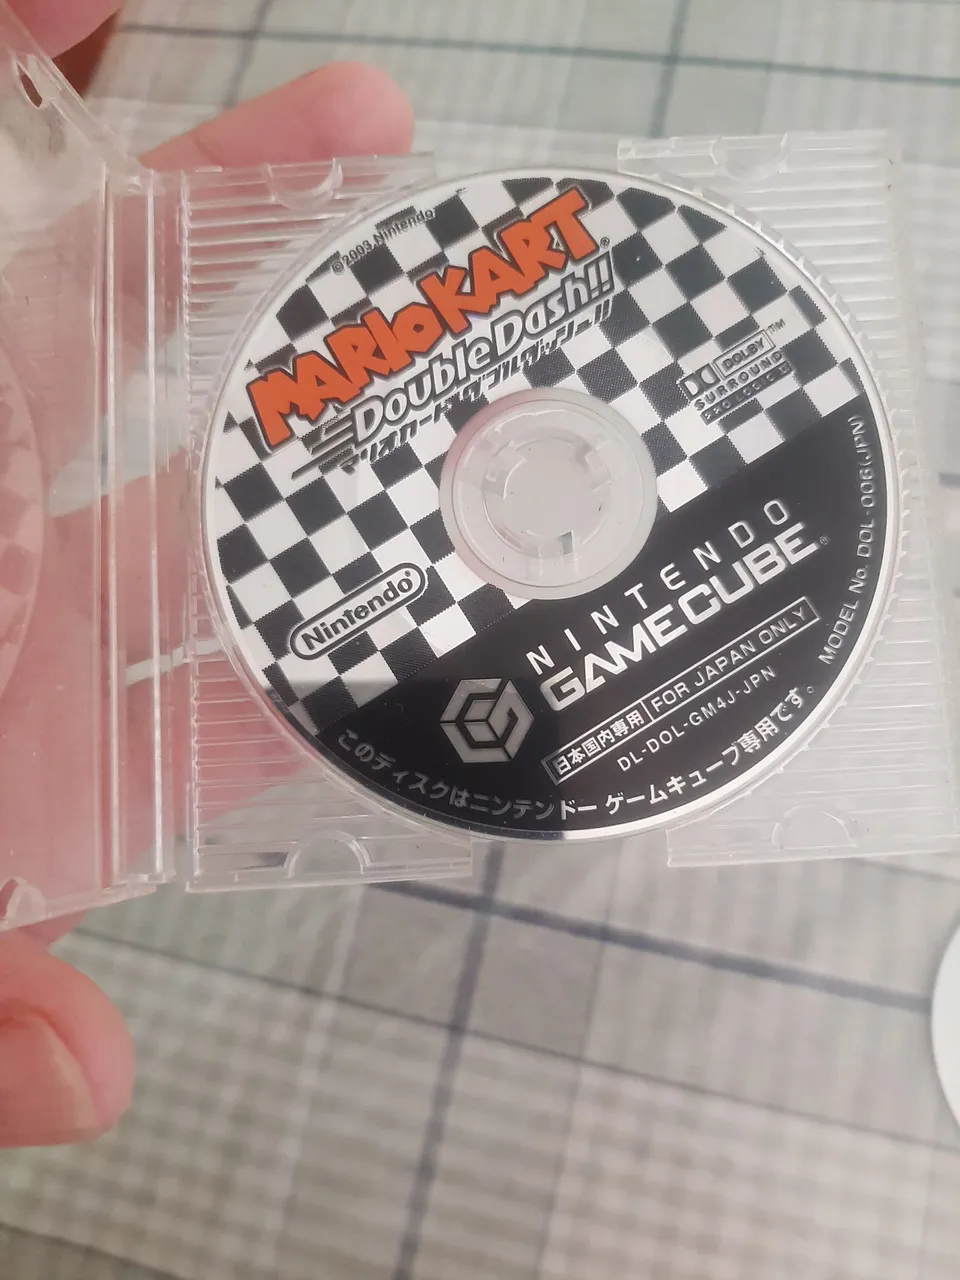 ©2003 Nintendo
MARIOKART®
DOUBLE DASH!!
マリオカート ダブルダッシュ!!
DOLBY™
SURROUND
PRO LOGIC II
Nintendo®
NINTENDO
GAMECUBE®
日本国内専用 FOR JAPAN ONLY
DL-DOL-GM4J-JPN
MODEL No. DOL-006(JPN)
このディスクはニンテンドー ゲームキューブ専用です。